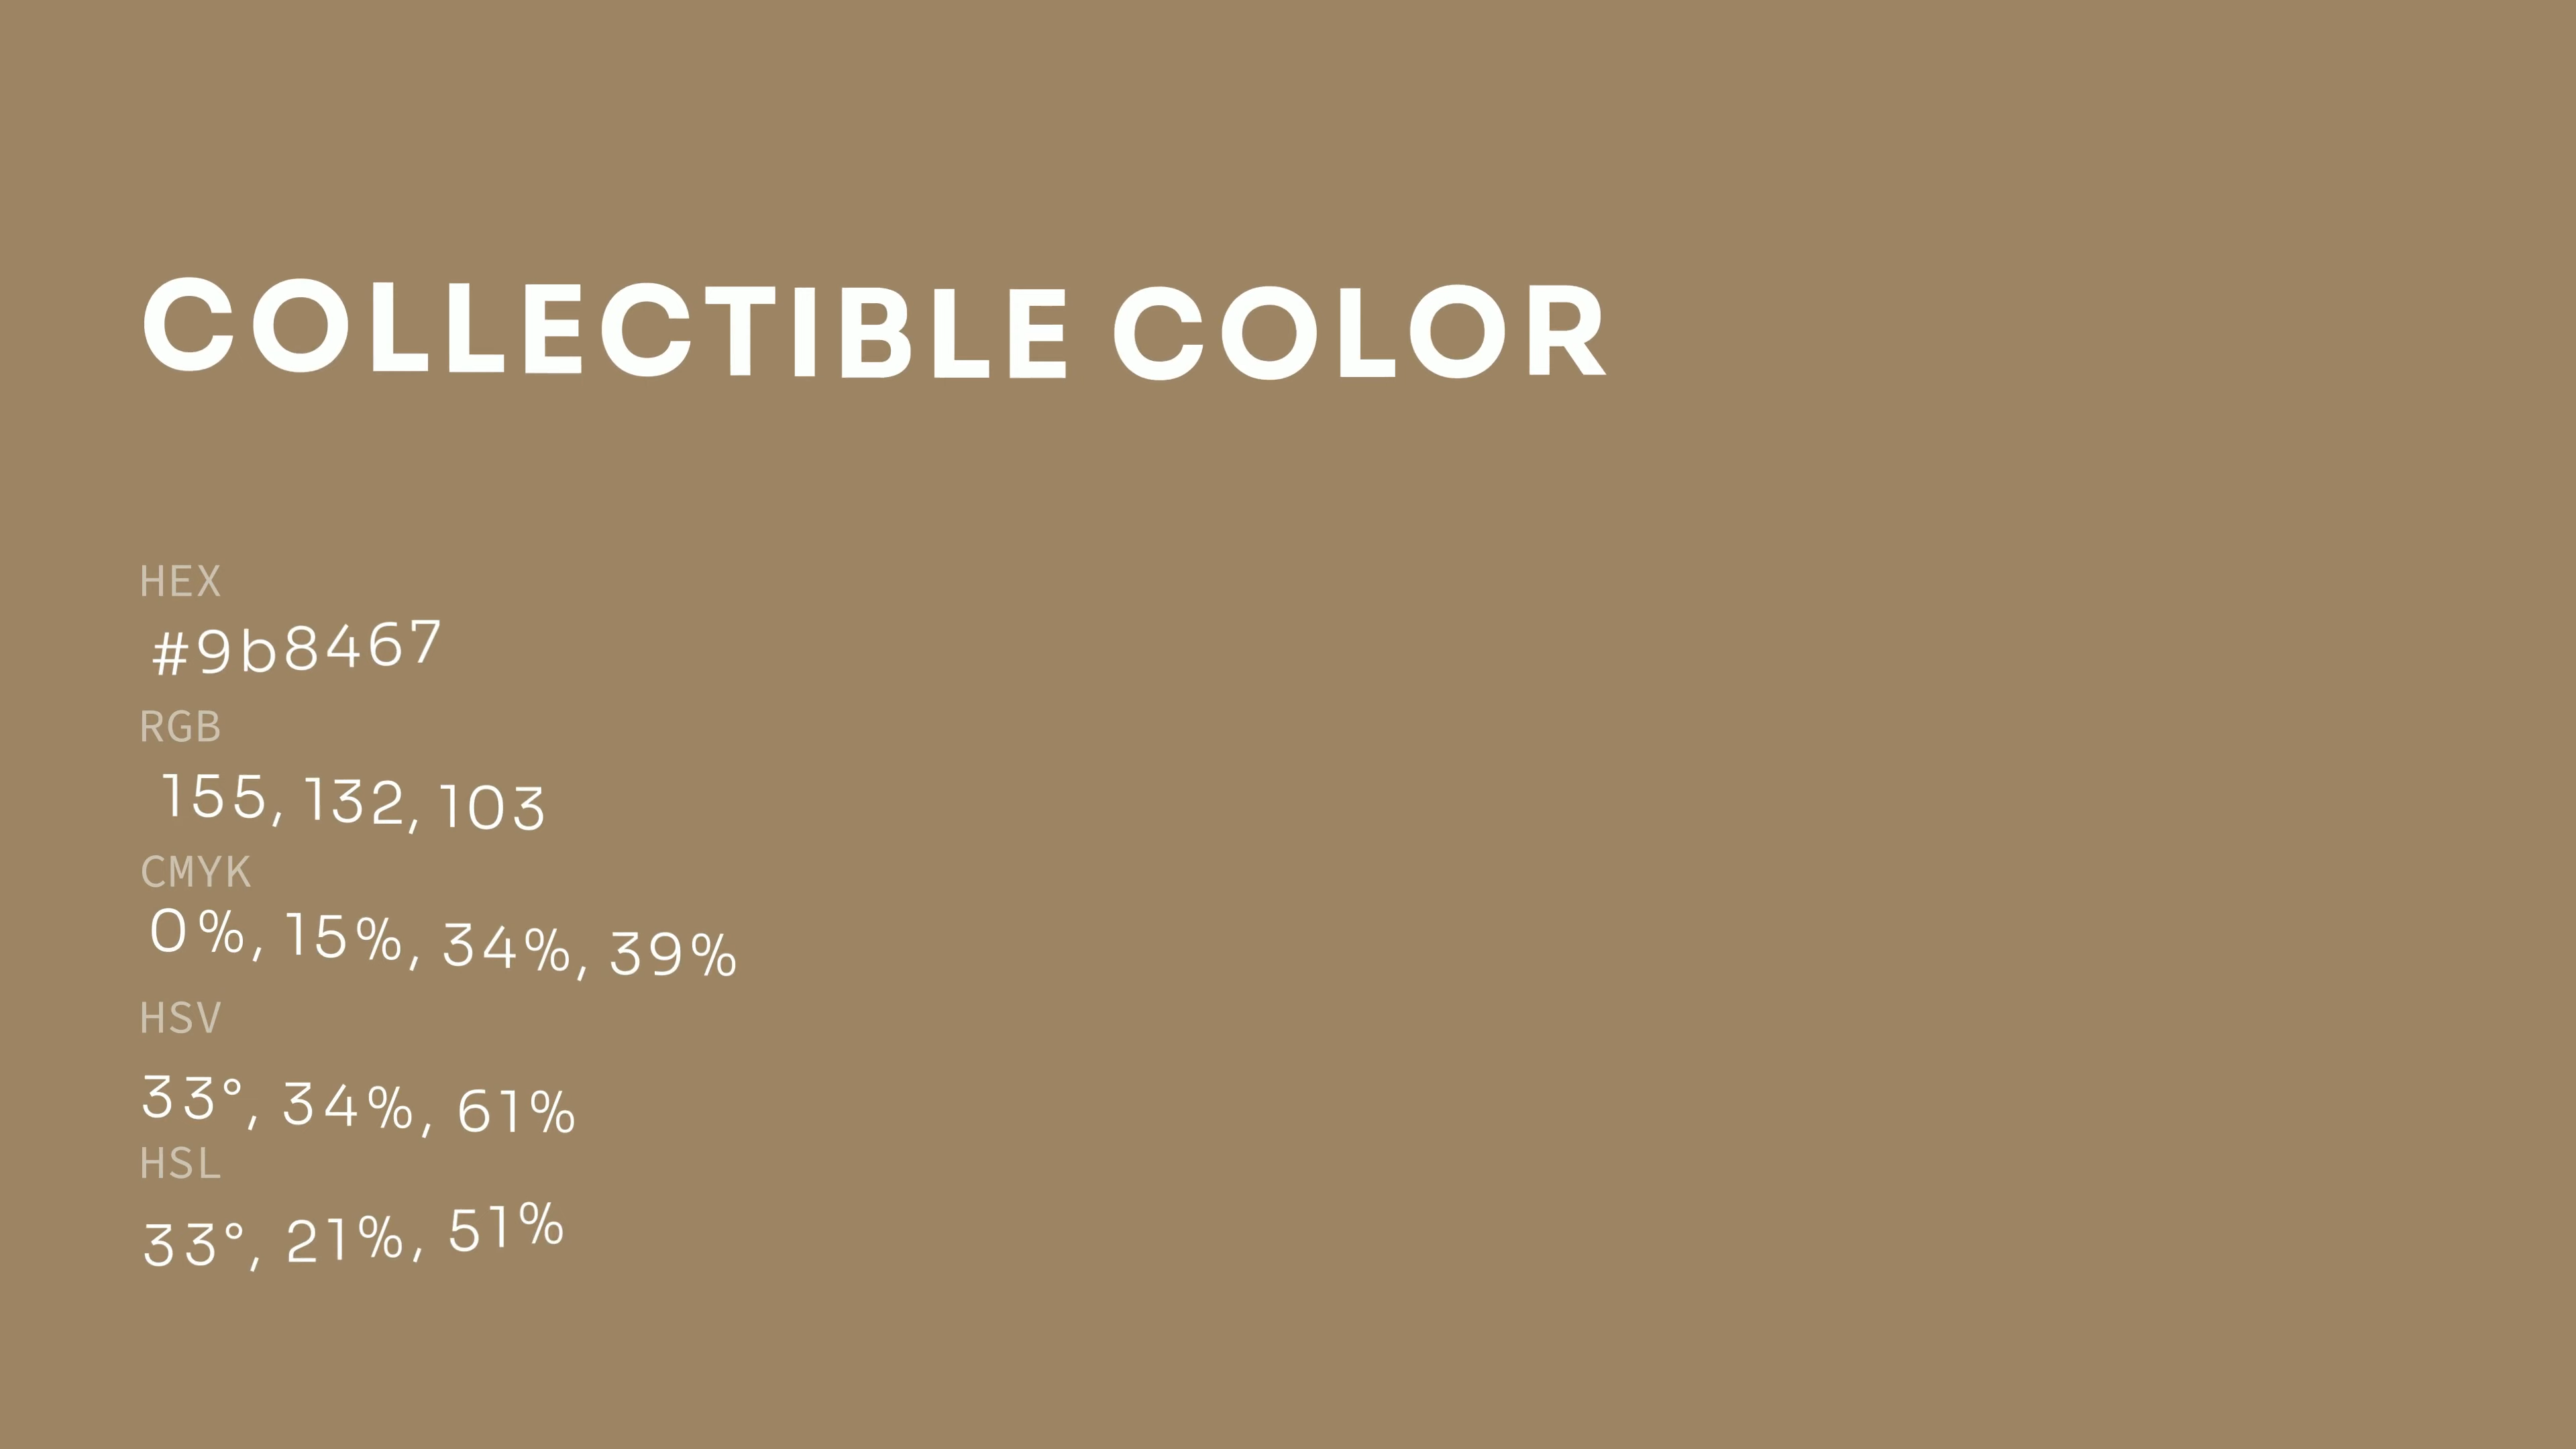 COLLECTIBLE COLOR
HEX
#9b8467
RGB
155, 132, 103
CMYK
0%, 15%, 34%, 39%
HSV
33°, 34%, 61%
HSL
33°, 21%, 51%